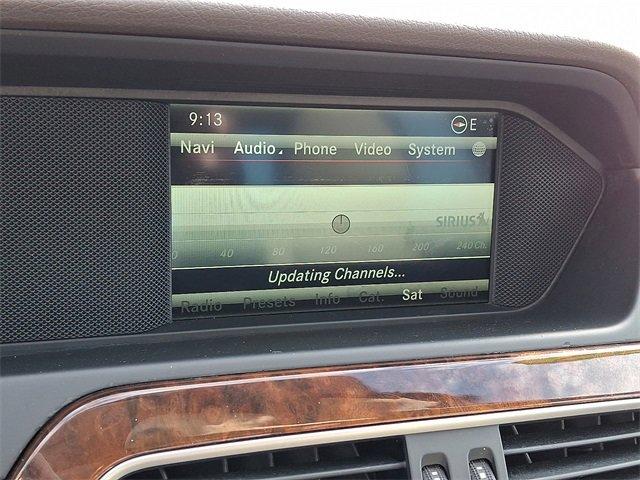 9:13 E
Navi Audio Phone Video System
SIRIUS
0 40 80 120 160 200 240 Ch.
Updating Channels...
Radio Presets Info Cat. Sat Sound